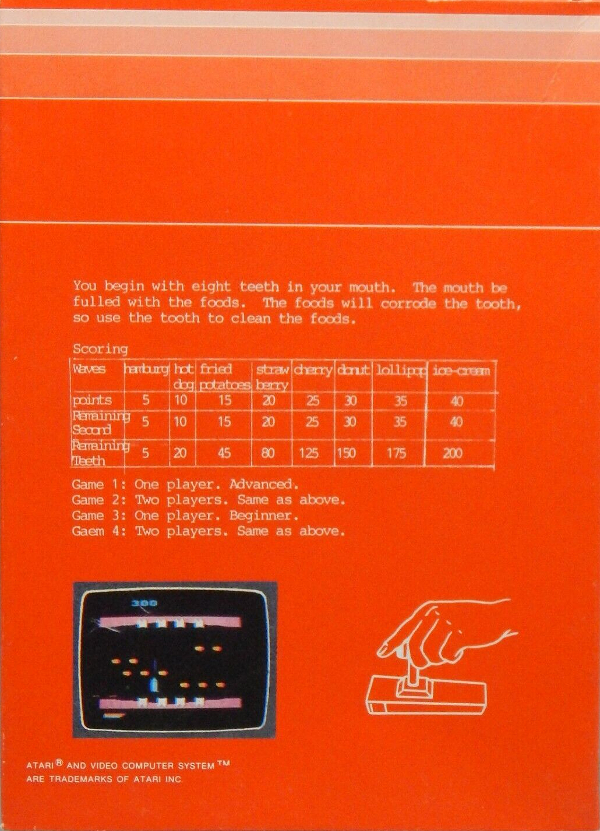 You begin with eight teeth in your mouth.  The mouth be
fulled with the foods.  The foods will corrode the tooth,
so use the tooth to clean the foods.
Scoring
Waves hamburg hot dog fried potatoes straw berry cherry donut lollipop ice-cream
points 5 10 15 20 25 30 35 40
Remaining Second 5 10 15 20 25 30 35 40
Remaining Teeth 5 20 45 80 125 150 175 200
Game 1: One player. Advanced.
Game 2: Two players. Same as above.
Game 3: One player. Beginner.
Gaem 4: Two players. Same as above.
300
ATARI® AND VIDEO COMPUTER SYSTEM™
ARE TRADEMARKS OF ATARI INC